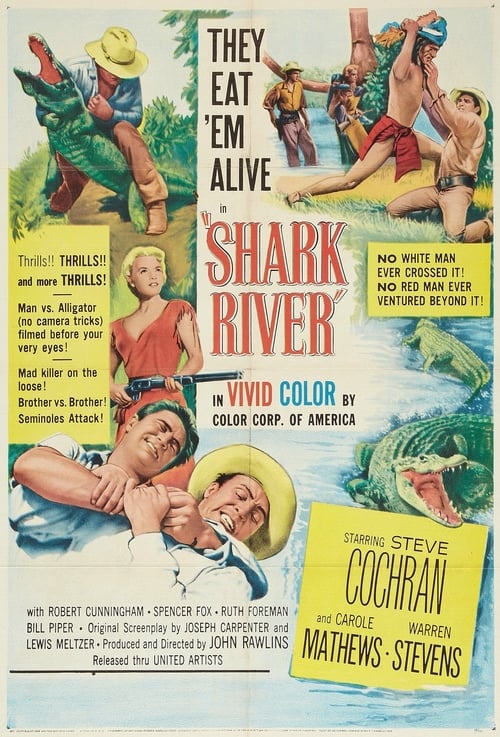 THEY
EAT
'EM
ALIVE
in
"SHARK
RIVER"
IN VIVID COLOR BY
COLOR CORP. OF AMERICA
Thrills!! THRILLS!!
and more THRILLS!
Man vs. Alligator
(no camera tricks)
filmed before your
very eyes!
Mad killer on the
loose!
Brother vs. Brother!
Seminoles Attack!
NO WHITE MAN
EVER CROSSED IT!
NO RED MAN EVER
VENTURED BEYOND IT!
STARRING STEVE
COCHRAN
and CAROLE WARREN
MATHEWS · STEVENS
with ROBERT CUNNINGHAM · SPENCER FOX · RUTH FOREMAN
BILL PIPER · Original Screenplay by JOSEPH CARPENTER and
LEWIS MELTZER · Produced and Directed by JOHN RAWLINS
Released thru UNITED ARTISTS